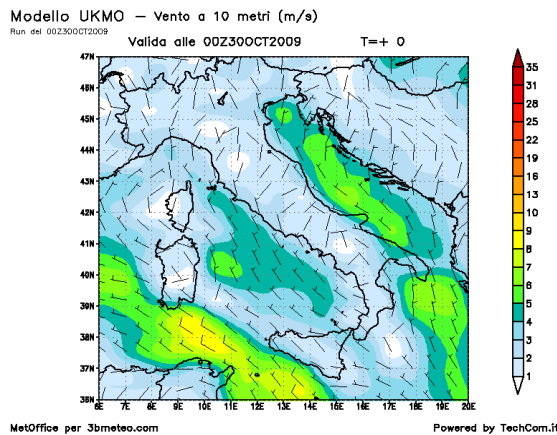 Modello UKMO – Vento a 10 metri (m/s)
Run del 00Z30OCT2009
Valida alle 00Z30OCT2009 T=+ 0
47N
46N
45N
44N
43N
42N
41N
40N
39N
38N
37N
36N
6E 7E 8E 9E 10E 11E 12E 13E 14E 15E 16E 17E 18E 19E 20E
35
31
28
25
22
19
16
13
10
9
8
7
6
5
4
3
2
1
MetOffice per 3bmeteo.com
Powered by TechCom.it